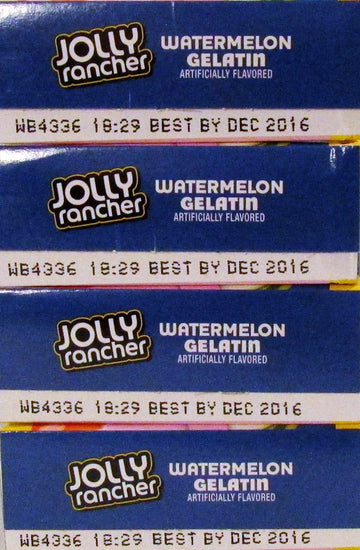 JOLLY
rancher
WATERMELON
GELATIN
ARTIFICIALLY FLAVORED
WB4336 18:29 BEST BY DEC 2016
JOLLY
rancher
WATERMELON
GELATIN
ARTIFICIALLY FLAVORED
WB4336 18:29 BEST BY DEC 2016
JOLLY
rancher
WATERMELON
GELATIN
ARTIFICIALLY FLAVORED
WB4336 18:29 BEST BY DEC 2016
JOLLY
rancher
WATERMELON
GELATIN
ARTIFICIALLY FLAVORED
WB4336 18:29 BEST BY DEC 2016